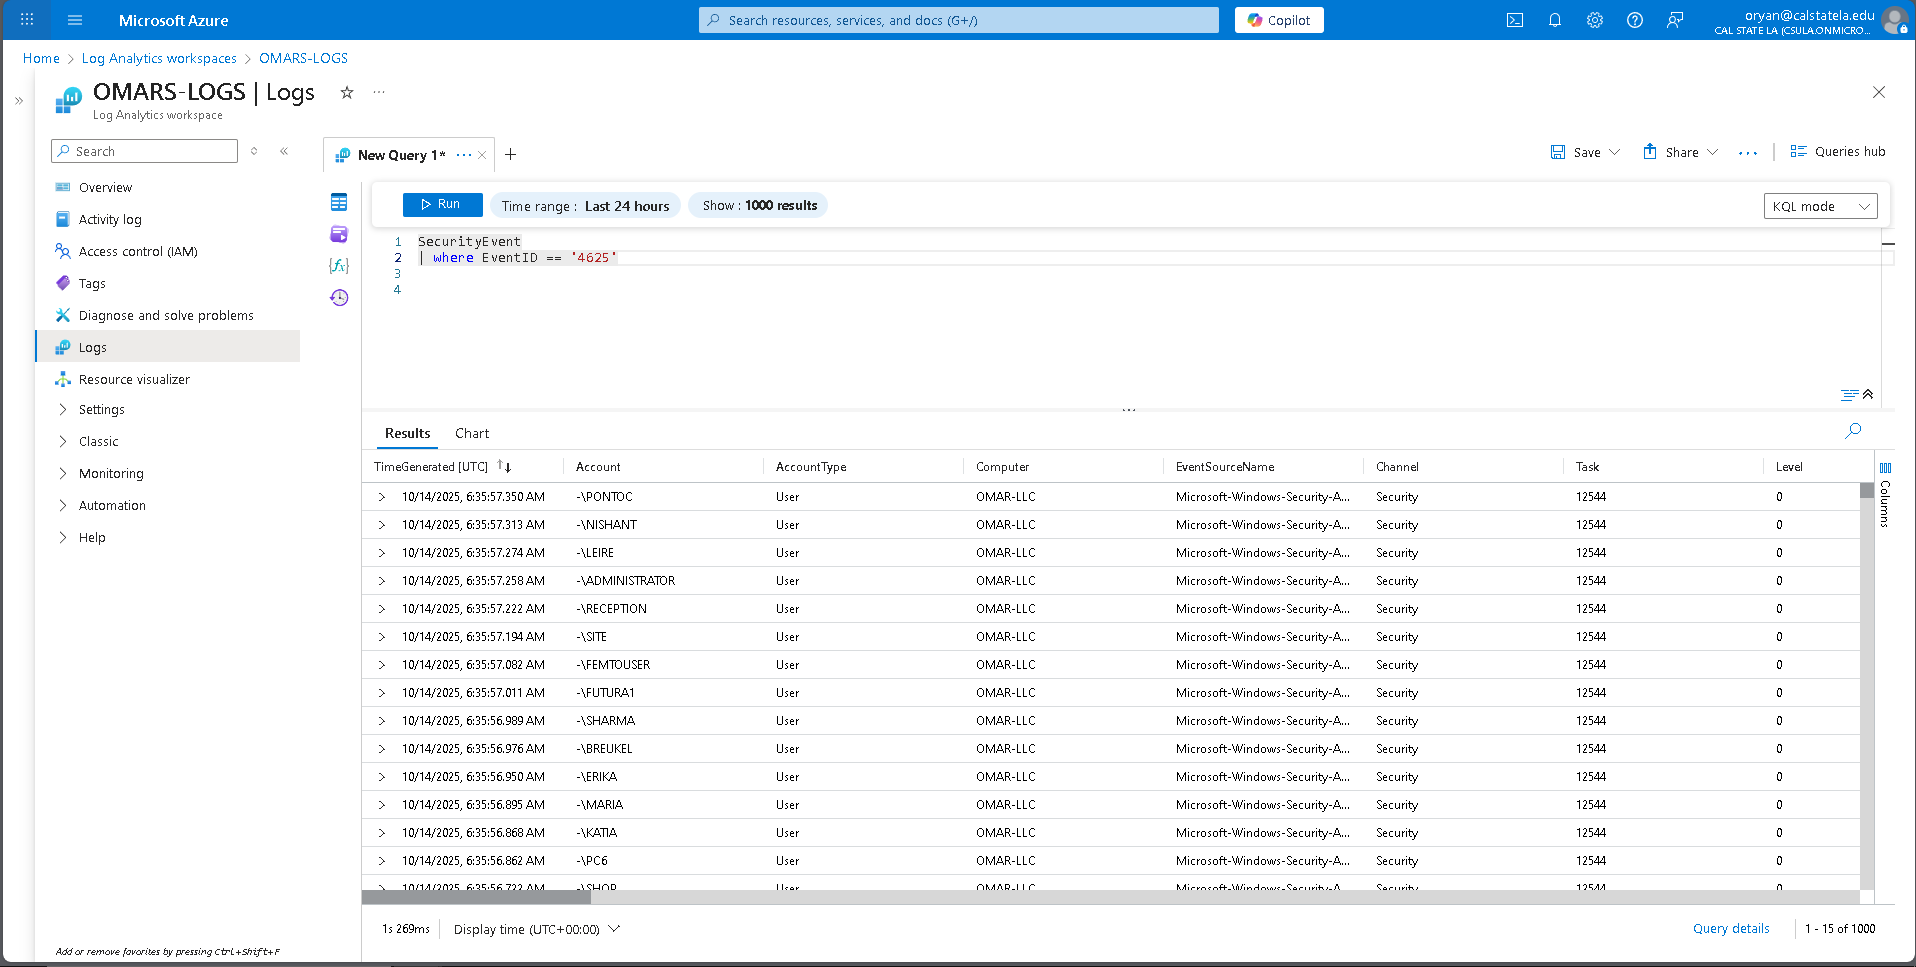 Microsoft Azure
Search resources, services, and docs (G+/)
Copilot
oryan@calstatela.edu
CAL STATE LA (CSULA.ONMICRO...
Home > Log Analytics workspaces > OMARS-LOGS
OMARS-LOGS | Logs
Log Analytics workspace
Search
Overview
Activity log
Access control (IAM)
Tags
Diagnose and solve problems
Logs
Resource visualizer
Settings
Classic
Monitoring
Automation
Help
Add or remove favorites by pressing Ctrl+Shift+F
New Query 1*
Save
Share
Queries hub
Run
Time range : Last 24 hours
Show : 1000 results
KQL mode
1 SecurityEvent
2 | where EventID == '4625'
3
4
Results Chart
TimeGenerated [UTC] Account AccountType Computer EventSourceName Channel Task Level
10/14/2025, 6:35:57.350 AM -\PONTOC User OMAR-LLC Microsoft-Windows-Security-A... Security 12544 0
10/14/2025, 6:35:57.313 AM -\NISHANT User OMAR-LLC Microsoft-Windows-Security-A... Security 12544 0
10/14/2025, 6:35:57.274 AM -\LEIRE User OMAR-LLC Microsoft-Windows-Security-A... Security 12544 0
10/14/2025, 6:35:57.258 AM -\ADMINISTRATOR User OMAR-LLC Microsoft-Windows-Security-A... Security 12544 0
10/14/2025, 6:35:57.222 AM -\RECEPTION User OMAR-LLC Microsoft-Windows-Security-A... Security 12544 0
10/14/2025, 6:35:57.194 AM -\SITE User OMAR-LLC Microsoft-Windows-Security-A... Security 12544 0
10/14/2025, 6:35:57.082 AM -\FEMTOUSER User OMAR-LLC Microsoft-Windows-Security-A... Security 12544 0
10/14/2025, 6:35:57.011 AM -\FUTURA1 User OMAR-LLC Microsoft-Windows-Security-A... Security 12544 0
10/14/2025, 6:35:56.989 AM -\SHARMA User OMAR-LLC Microsoft-Windows-Security-A... Security 12544 0
10/14/2025, 6:35:56.976 AM -\BREUKEL User OMAR-LLC Microsoft-Windows-Security-A... Security 12544 0
10/14/2025, 6:35:56.950 AM -\ERIKA User OMAR-LLC Microsoft-Windows-Security-A... Security 12544 0
10/14/2025, 6:35:56.895 AM -\MARIA User OMAR-LLC Microsoft-Windows-Security-A... Security 12544 0
10/14/2025, 6:35:56.868 AM -\KATIA User OMAR-LLC Microsoft-Windows-Security-A... Security 12544 0
10/14/2025, 6:35:56.862 AM -\PC6 User OMAR-LLC Microsoft-Windows-Security-A... Security 12544 0
10/14/2025, 6:35:56.722 AM -\SHOP User OMAR-LLC Microsoft-Windows-Security-A... Security 12544 0
Columns
1s 269ms
Display time (UTC+00:00)
Query details
1 - 15 of 1000